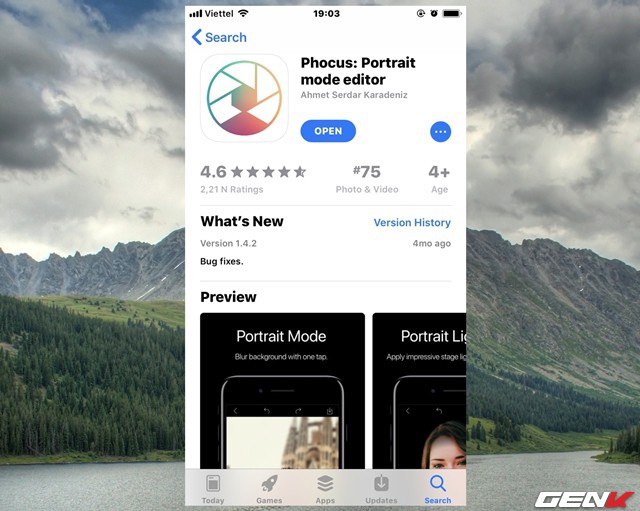 Viettel
19:03
Search
Phocus: Portrait
mode editor
Ahmet Serdar Karadeniz
OPEN
4.6
#75
4+
2,21 N Ratings
Photo & Video
Age
What's New
Version History
Version 1.4.2
4mo ago
Bug fixes.
Preview
Portrait Mode
Blur background with one tap.
Portrait Lig
Apply impressive stage lig
Today
Games
Apps
Updates
Search
GENK